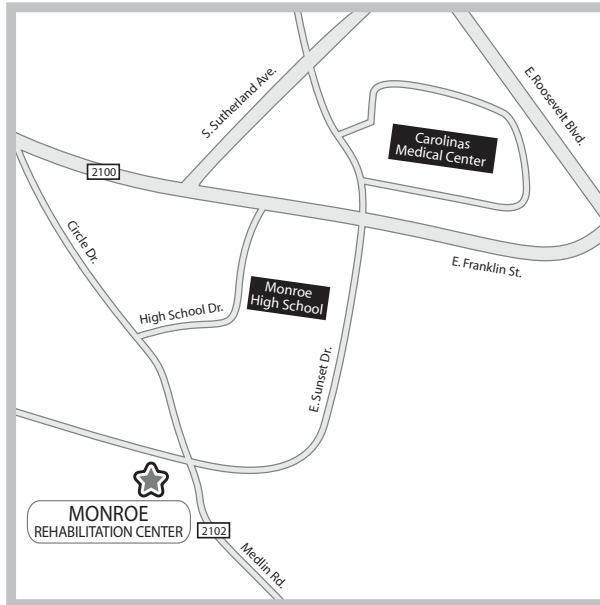 S. Sutherland Ave.
E. Roosevelt Blvd.
Carolinas
Medical Center
2100
Circle Dr.
E. Franklin St.
Monroe
High School
High School Dr.
E. Sunset Dr.
MONROE
REHABILITATION CENTER
2102
Medlin Rd.